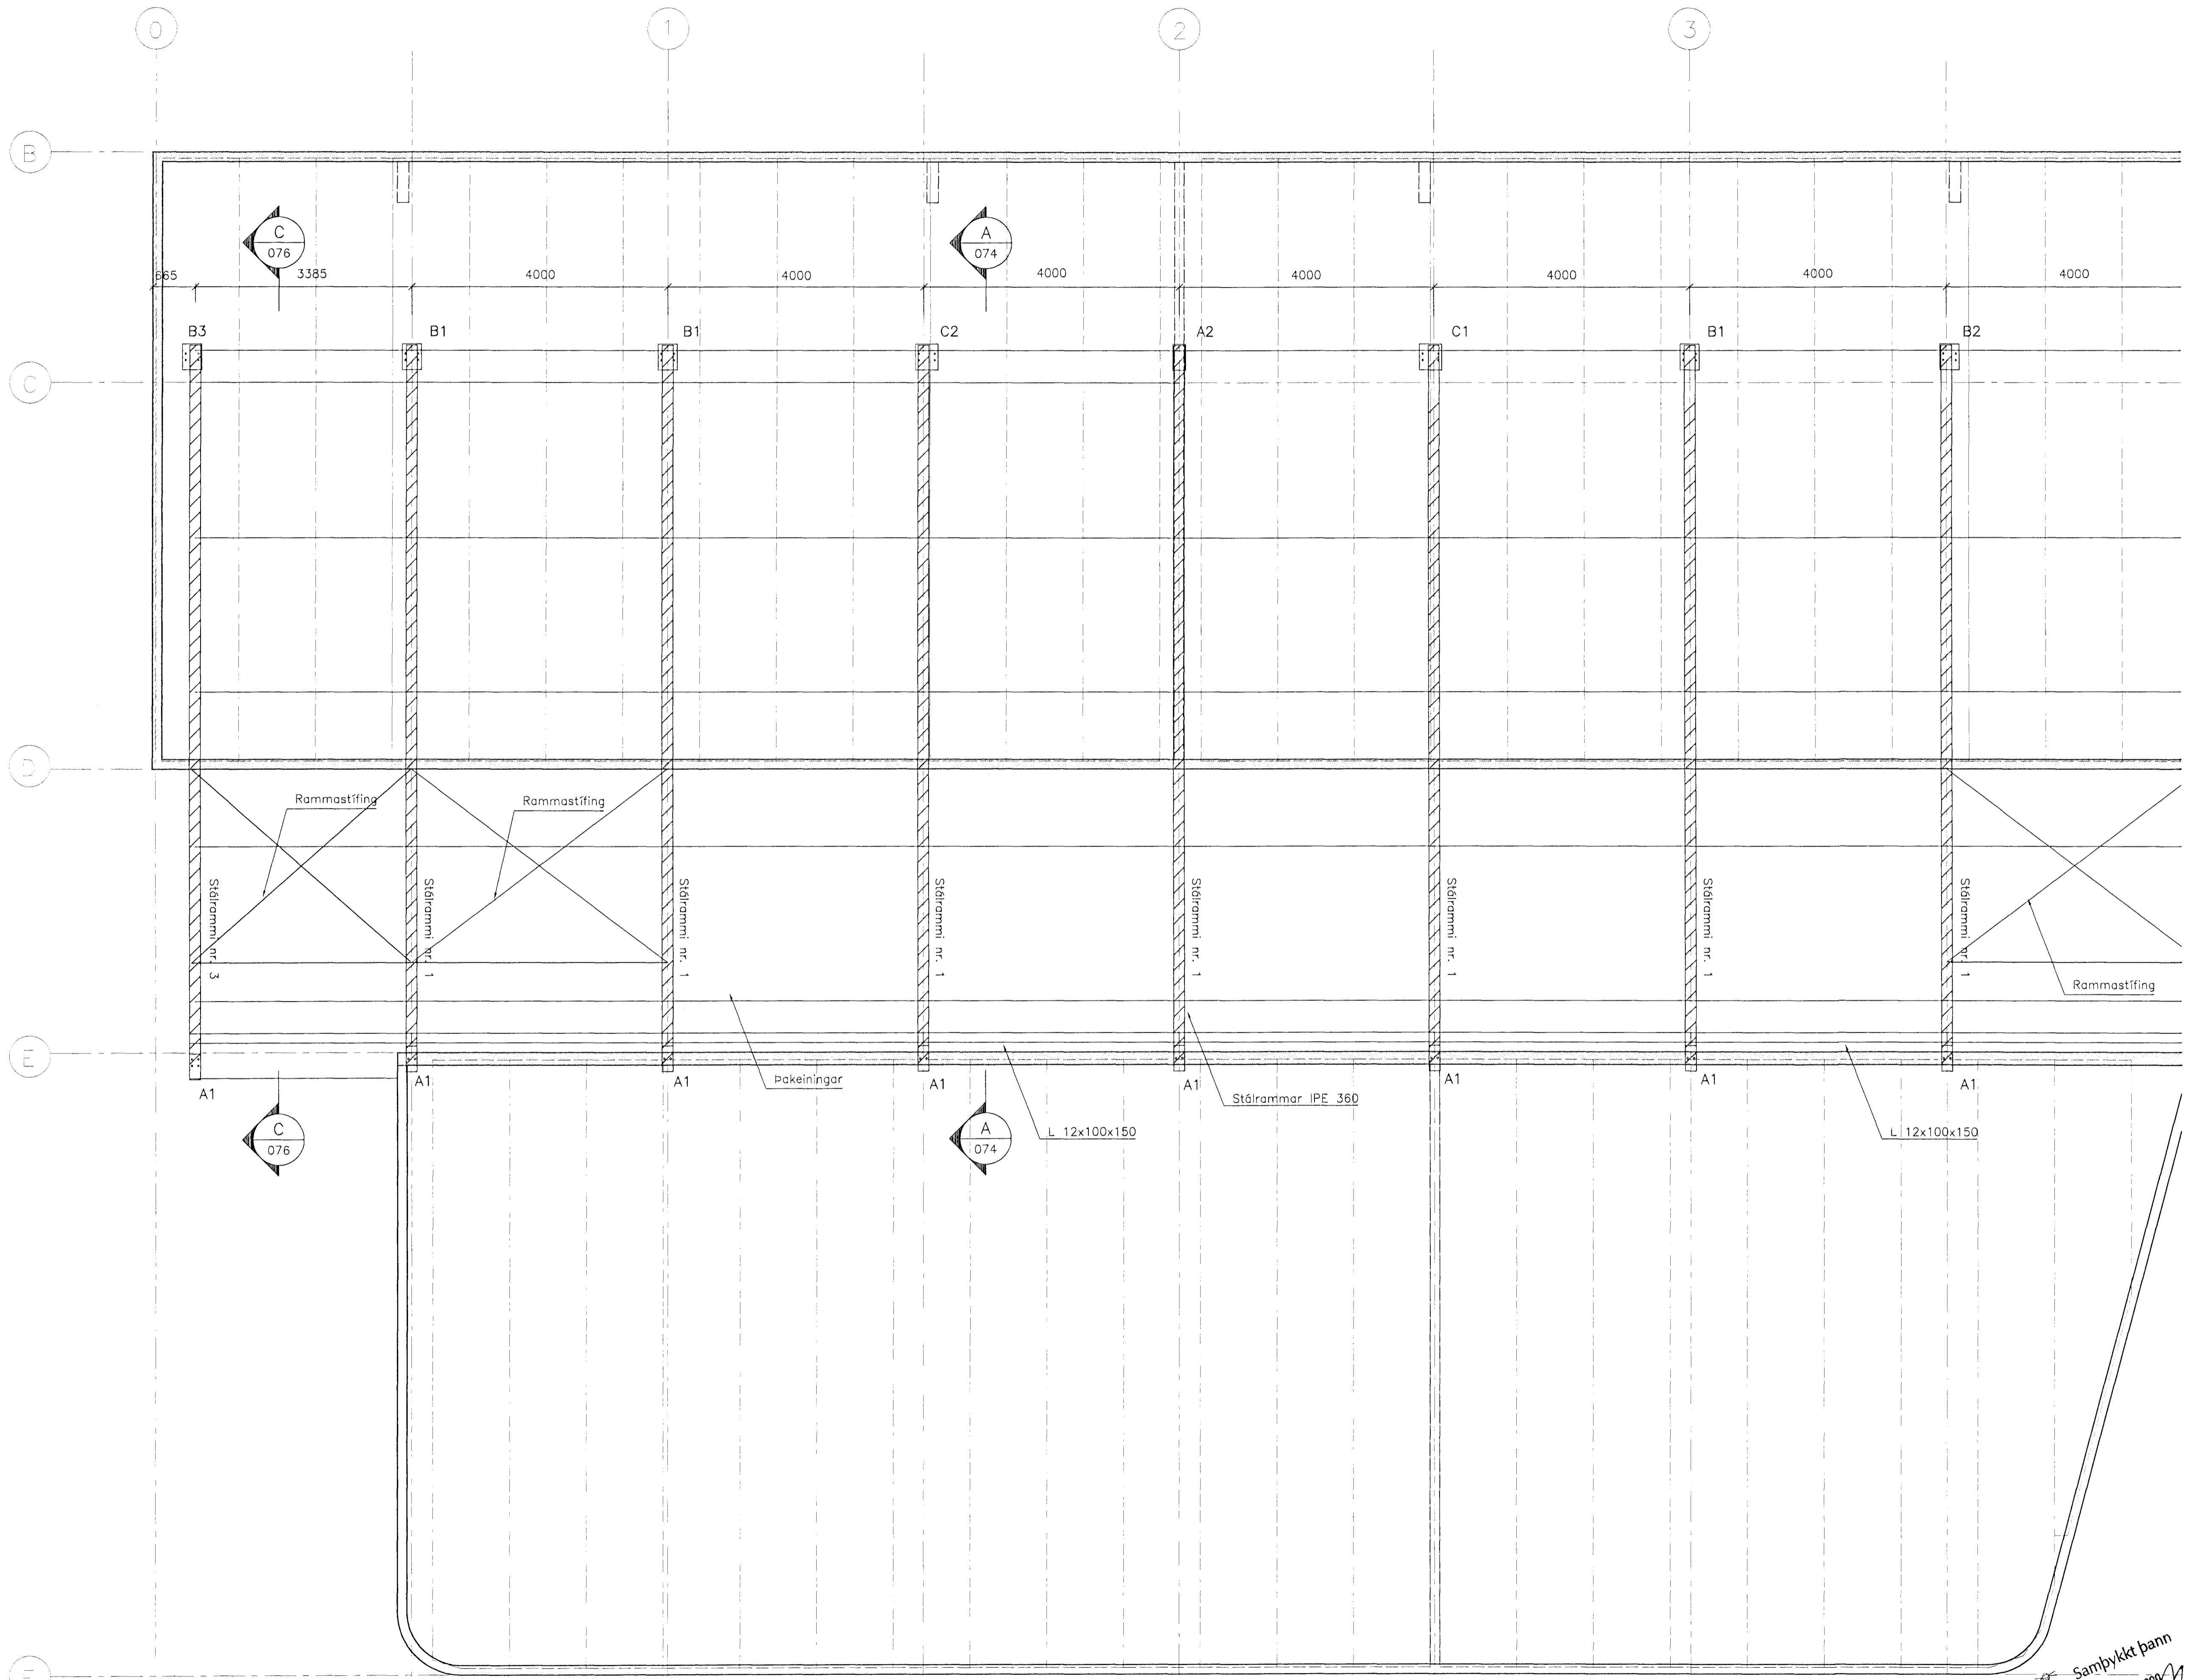 0
1
2
3
B
C
076
A
074
665
3385
4000
4000
4000
4000
4000
4000
4000
B3
B1
B1
C2
A2
C1
B1
B2
C
D
Rammastífing
Rammastífing
Stálrammi nr. 3
Stálrammi nr. 1
Stálrammi nr. 1
Stálrammi nr. 1
Stálrammi nr. 1
Stálrammi nr. 1
Stálrammi nr. 1
Stálrammi nr. 1
Rammastífing
E
A1
A1
A1
A1
A1
A1
A1
A1
Þakeiningar
Stálrammar IPE 360
L 12x100x150
L 12x100x150
C
076
A
074
Samþykkt þann